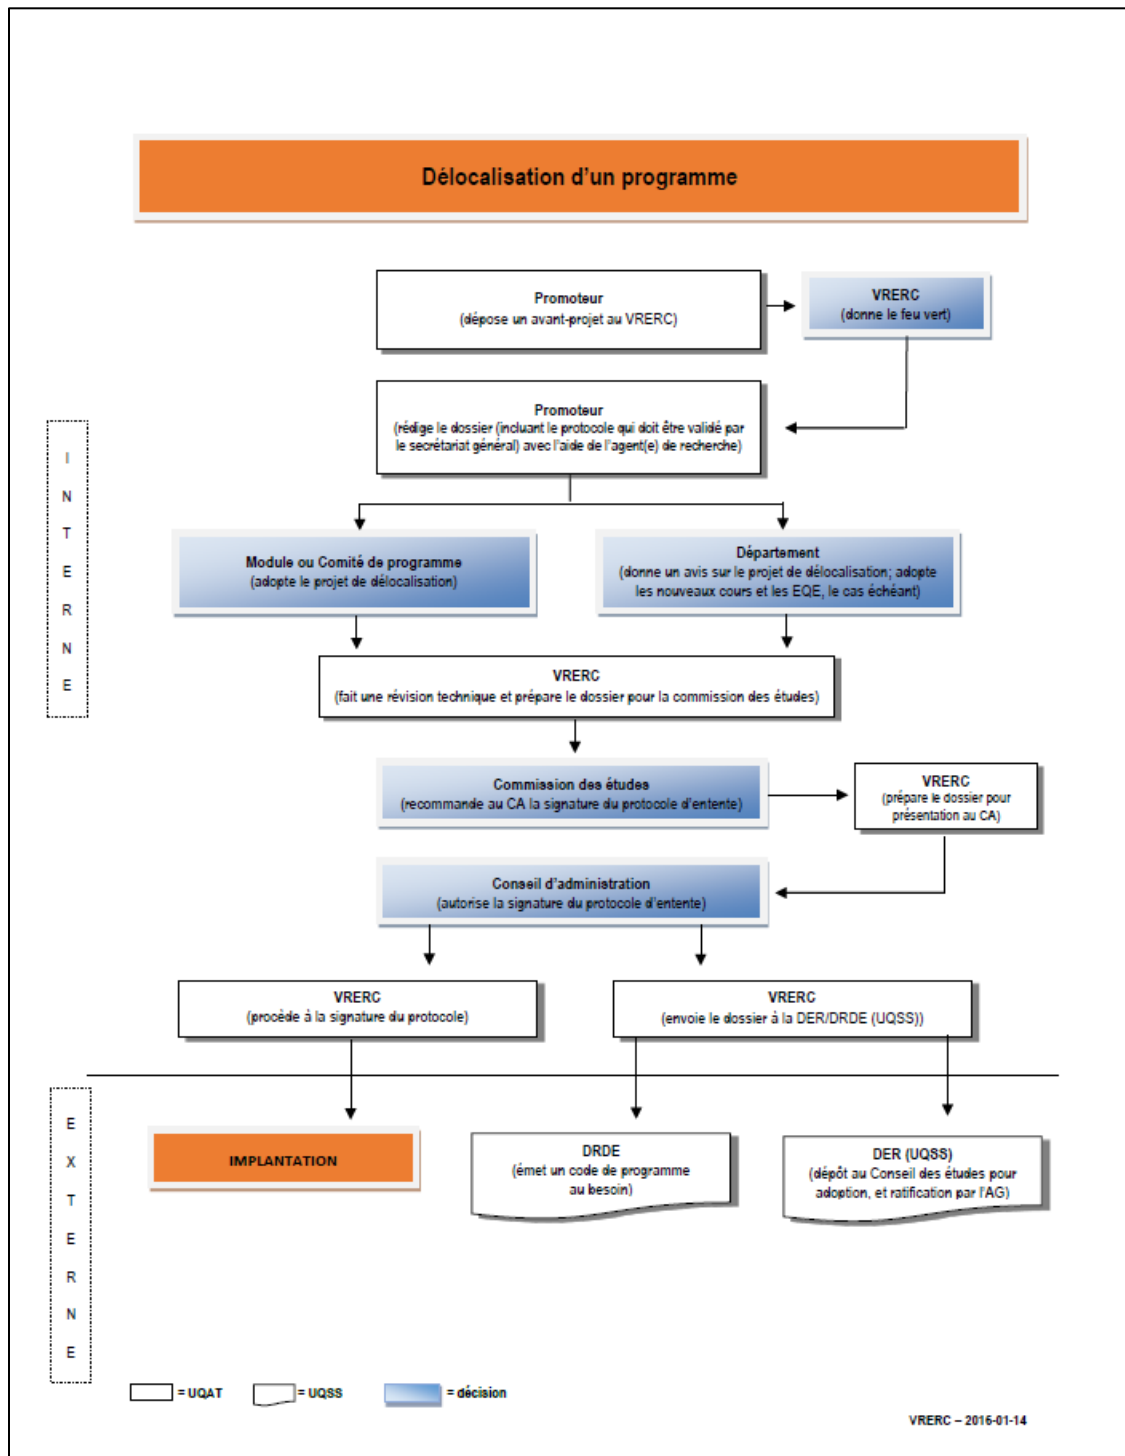 Délocalisation d'un programme
Promoteur
(dépose un avant-projet au VRERC)
VRERC
(donne le feu vert)
Promoteur
(rédige le dossier (incluant le protocole qui doit être validé par
le secrétariat général) avec l'aide de l'agent(e) de recherche)
I
N
T
E
R
N
E
Module ou Comité de programme
(adopte le projet de délocalisation)
Département
(donne un avis sur le projet de délocalisation; adopte
les nouveaux cours et les EQE, le cas échéant)
VRERC
(fait une révision technique et prépare le dossier pour la commission des études)
Commission des études
(recommande au CA la signature du protocole d'entente)
VRERC
(prépare le dossier pour
présentation au CA)
Conseil d'administration
(autorise la signature du protocole d'entente)
VRERC
(procède à la signature du protocole)
VRERC
(envoie le dossier à la DER/DRDE (UQSS))
E
X
T
E
R
N
E
IMPLANTATION
DRDE
(émet un code de programme
au besoin)
DER (UQSS)
(dépôt au Conseil des études pour
adoption, et ratification par l'AG)
= UQAT
= UQSS
= décision
VRERC – 2016-01-14